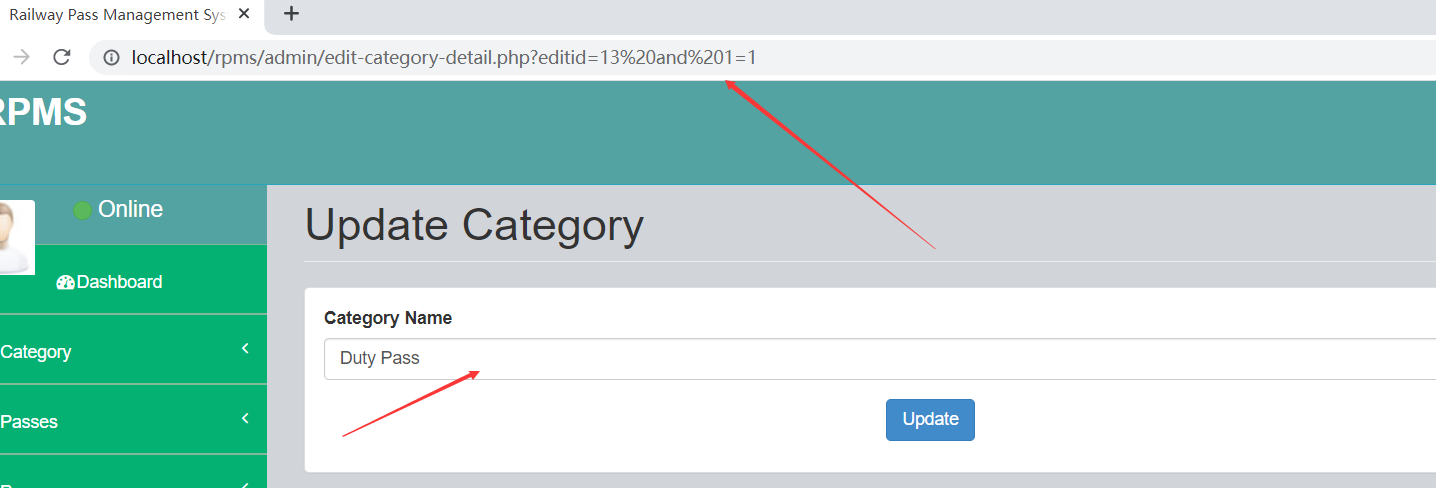 Railway Pass Management Sys
localhost/rpms/admin/edit-category-detail.php?editid=13%20and%201=1
RPMS
Online
Update Category
Dashboard
Category Name
Category
Duty Pass
Passes
Update